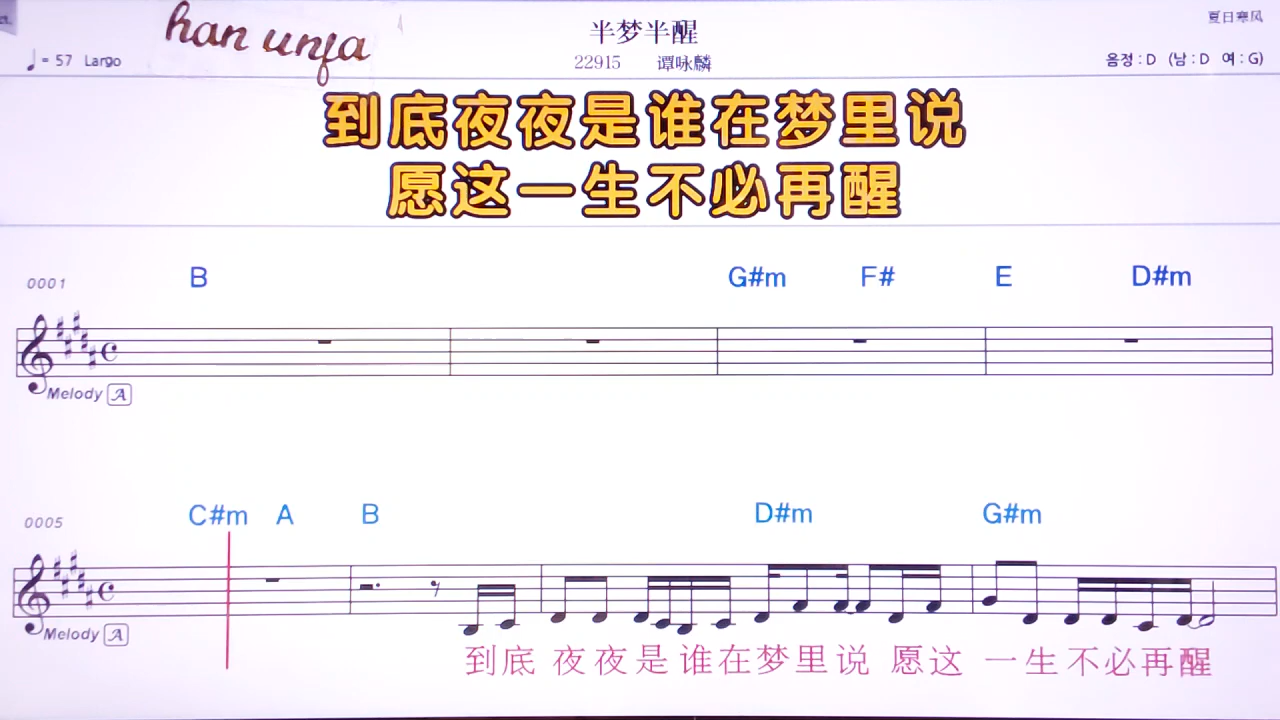 han unfa
半梦半醒
夏日寒风
♩= 57 Largo
22915 谭咏麟
음정 : D (남 : D 여 : G)
到底夜夜是谁在梦里说
愿这一生不必再醒
0001 B G#m F# E D#m
Melody A
0005 C#m A B D#m G#m
Melody A
到底 夜夜是谁在梦里说 愿这 一生不必再醒